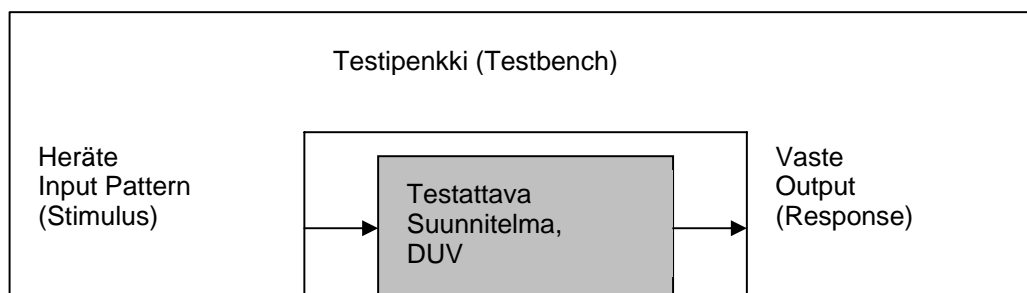 Testipenkki (Testbench)
Heräte
Input Pattern
(Stimulus)
Testattava
Suunnitelma,
DUV
Vaste
Output
(Response)